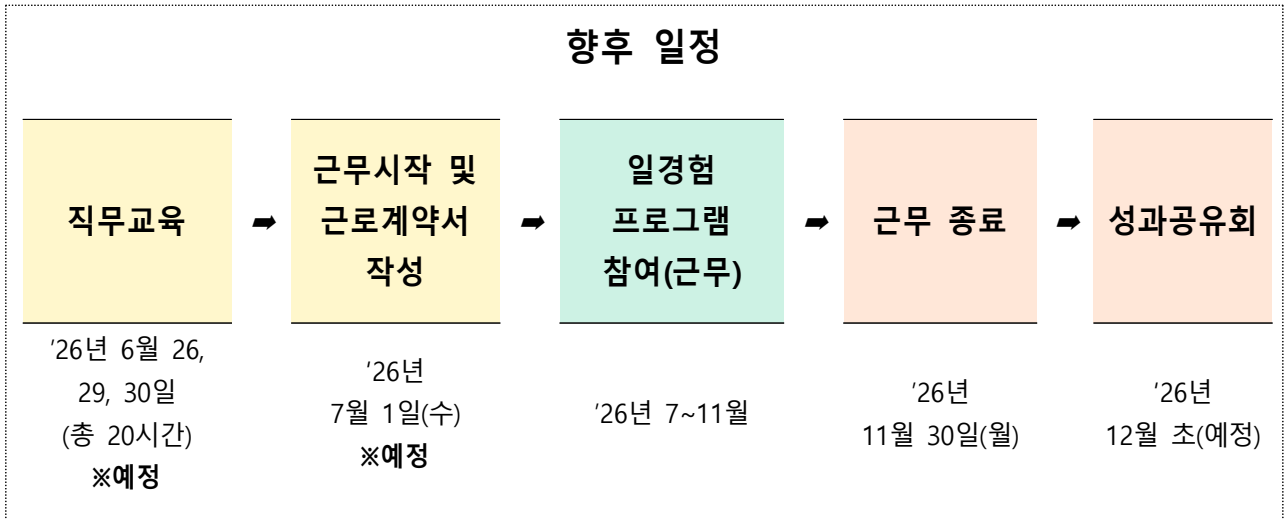 향후 일정
직무교육
➡
근무시작 및
근로계약서
작성
➡
일경험
프로그램
참여(근무)
➡
근무 종료
➡
성과공유회
'26년 6월 26,
29, 30일
(총 20시간)
※예정
'26년
7월 1일(수)
※예정
'26년 7~11월
'26년
11월 30일(월)
'26년
12월 초(예정)